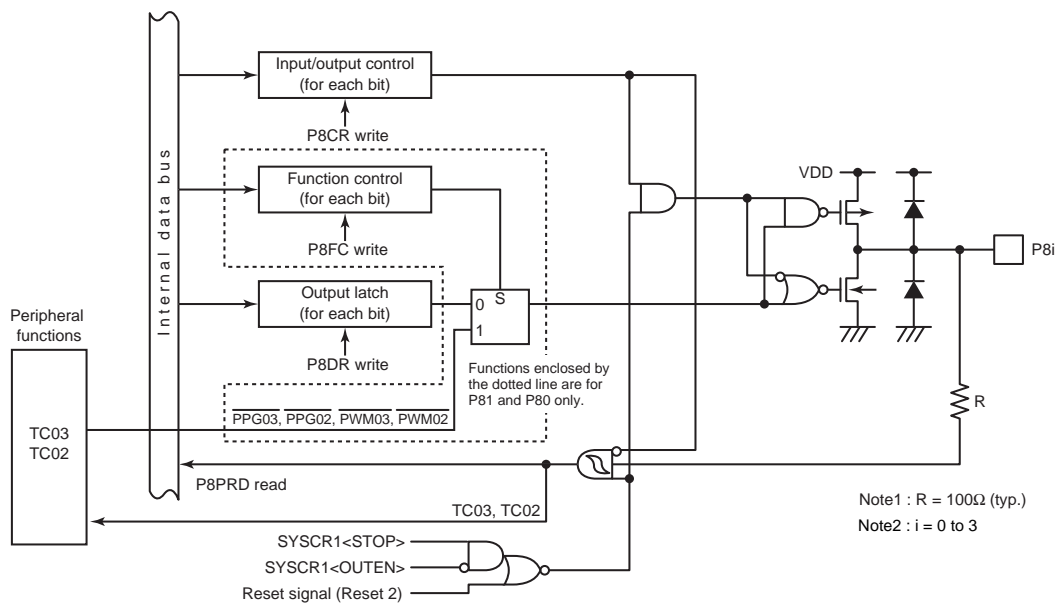 Input/output control
(for each bit)
P8CR write
Function control
(for each bit)
P8FC write
Output latch
(for each bit)
P8DR write
Internal data bus
Peripheral
functions
TC03
TC02
0
S
1
Functions enclosed by
the dotted line are for
P81 and P80 only.
PPG03, PPG02, PWM03, PWM02
P8PRD read
TC03, TC02
SYSCR1<STOP>
SYSCR1<OUTEN>
Reset signal (Reset 2)
VDD
P8i
R
Note1 : R = 100Ω (typ.)
Note2 : i = 0 to 3